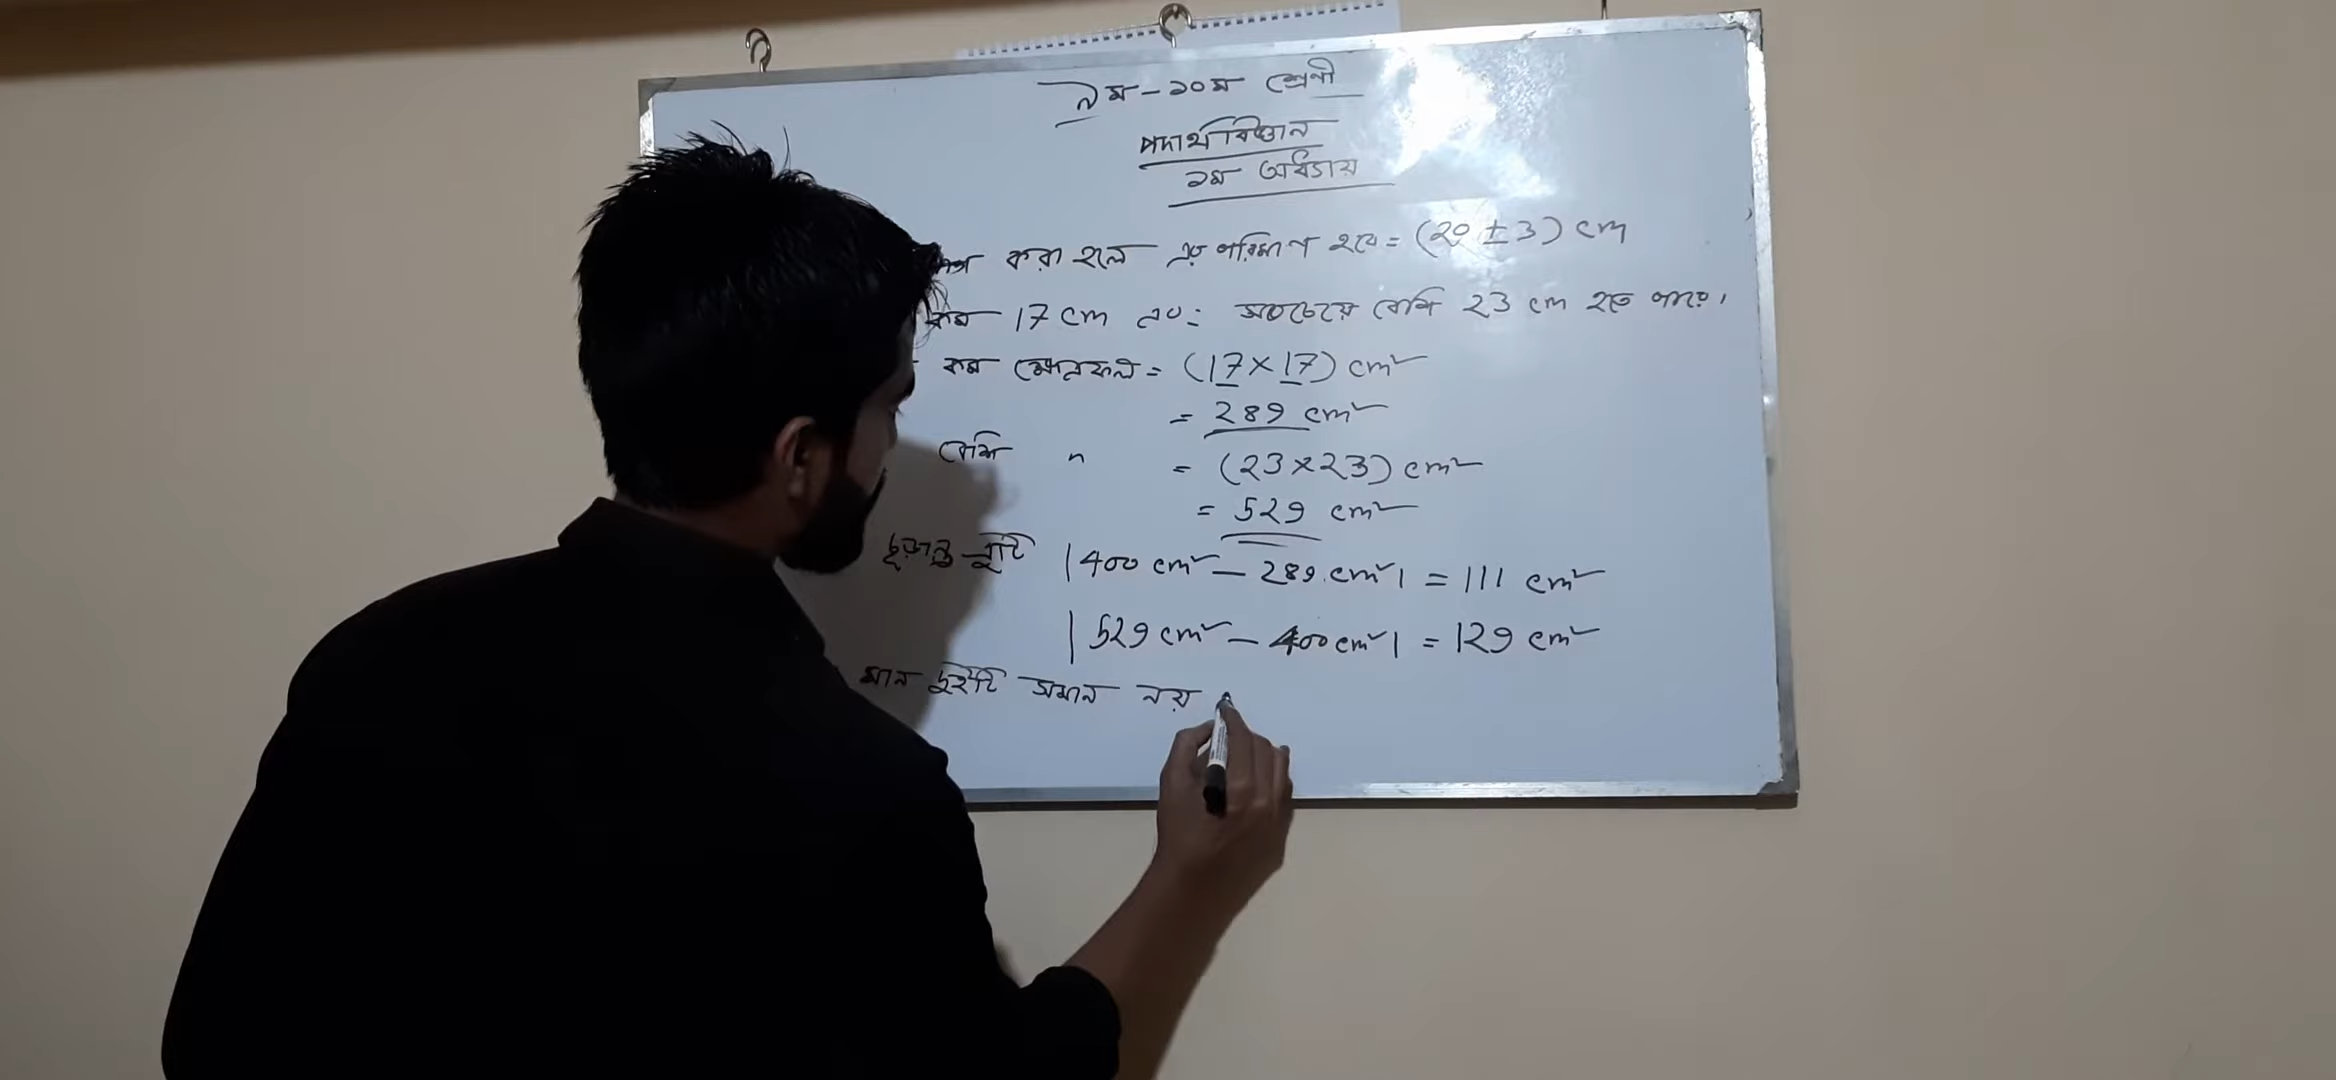 ৯ম - ১০ম শ্রেণী
পদার্থবিজ্ঞান
১ম অধ্যায়
করা হলে এর পরিমাণ হবে = (20 ± 3) cm
কম 17 cm এবং সবচেয়ে বেশি 23 cm হতে পারে।
কম ক্ষেত্রফল = (17 × 17) cm²
= 289 cm²
বেশি " = (23 × 23) cm²
= 529 cm²
চূড়ান্ত ত্রুটি |400 cm² - 289 cm²| = 111 cm²
|529 cm² - 400 cm²| = 129 cm²
মান দুইটি সমান নয়